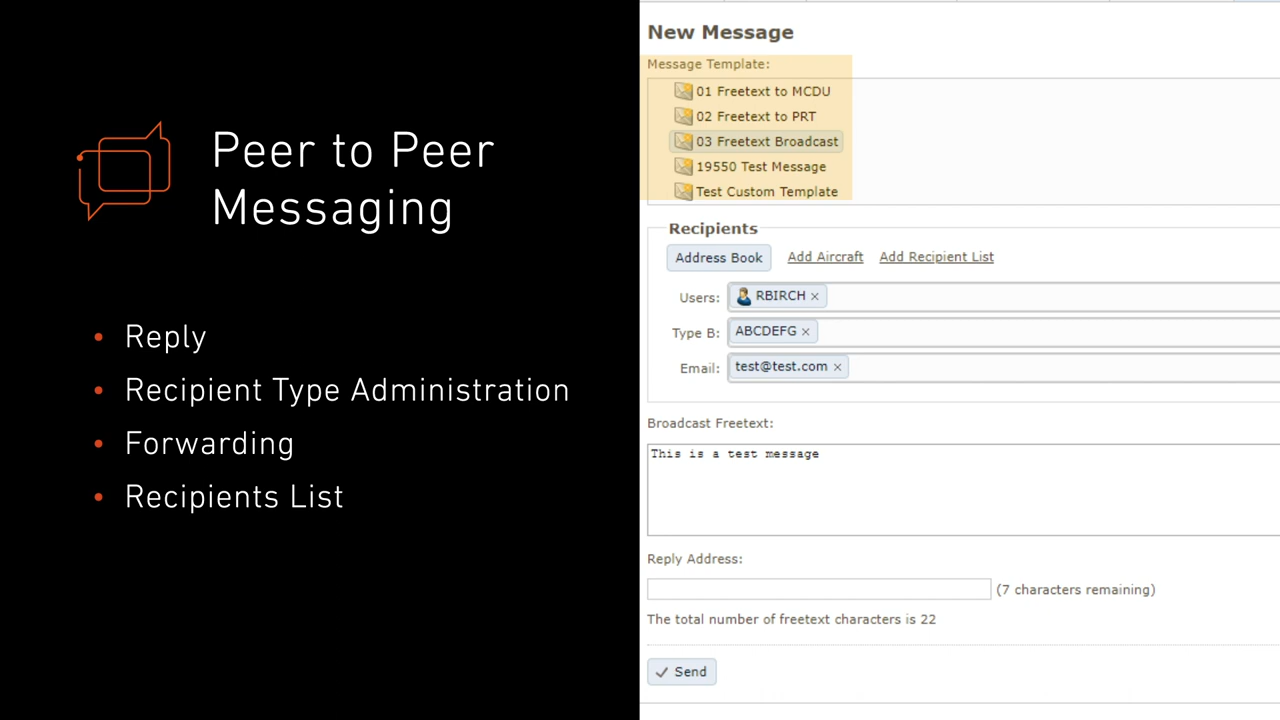 Peer to Peer
Messaging
• Reply
• Recipient Type Administration
• Forwarding
• Recipients List
New Message
Message Template:
01 Freetext to MCDU
02 Freetext to PRT
03 Freetext Broadcast
19550 Test Message
Test Custom Template
Recipients
Address Book Add Aircraft Add Recipient List
Users: RBIRCH ×
Type B: ABCDEFG ×
Email: test@test.com ×
Broadcast Freetext:
This is a test message
Reply Address:
(7 characters remaining)
The total number of freetext characters is 22
Send